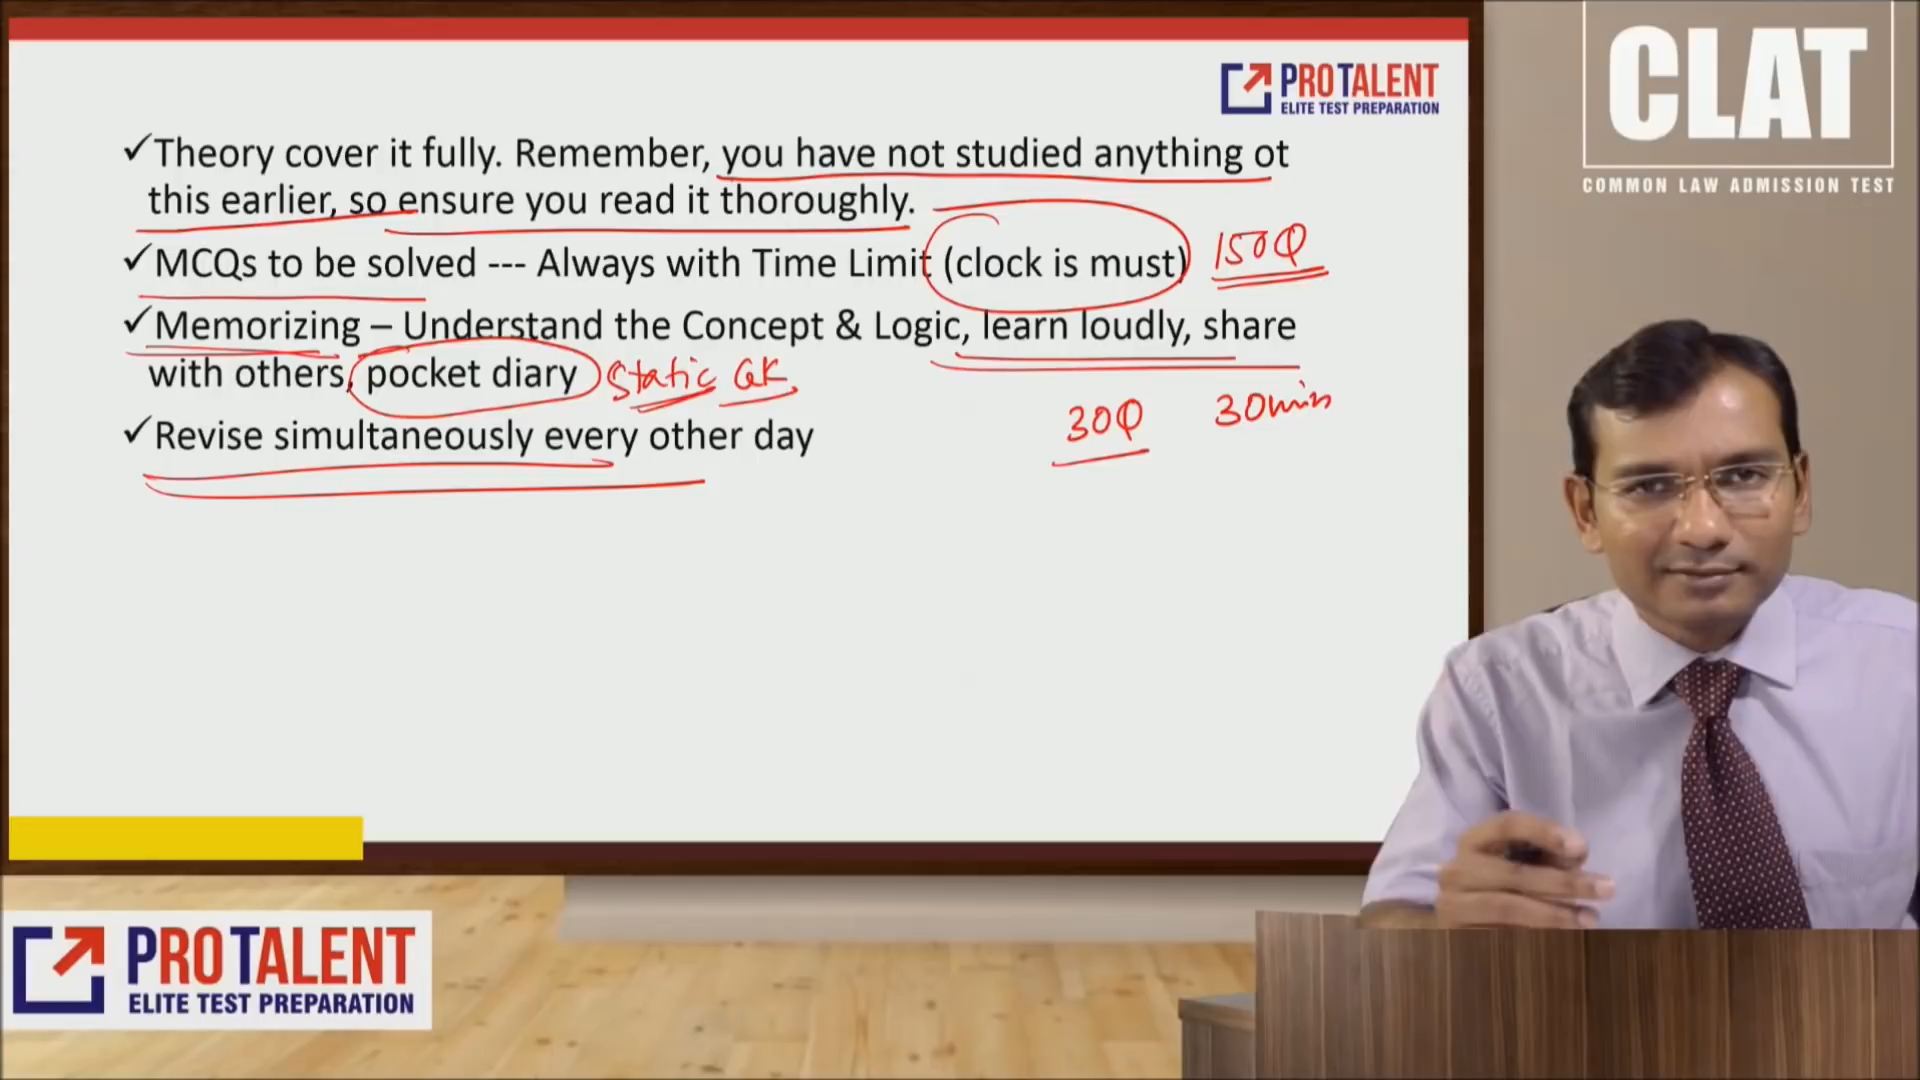 CLAT
COMMON LAW ADMISSION TEST
PROTALENT
ELITE TEST PREPARATION
✓Theory cover it fully. Remember, you have not studied anything ot
this earlier, so ensure you read it thoroughly.
✓MCQs to be solved --- Always with Time Limit (clock is must) 150Q
✓Memorizing – Understand the Concept & Logic, learn loudly, share
with others, pocket diary Static GK
30Q 30min
✓Revise simultaneously every other day
PROTALENT
ELITE TEST PREPARATION